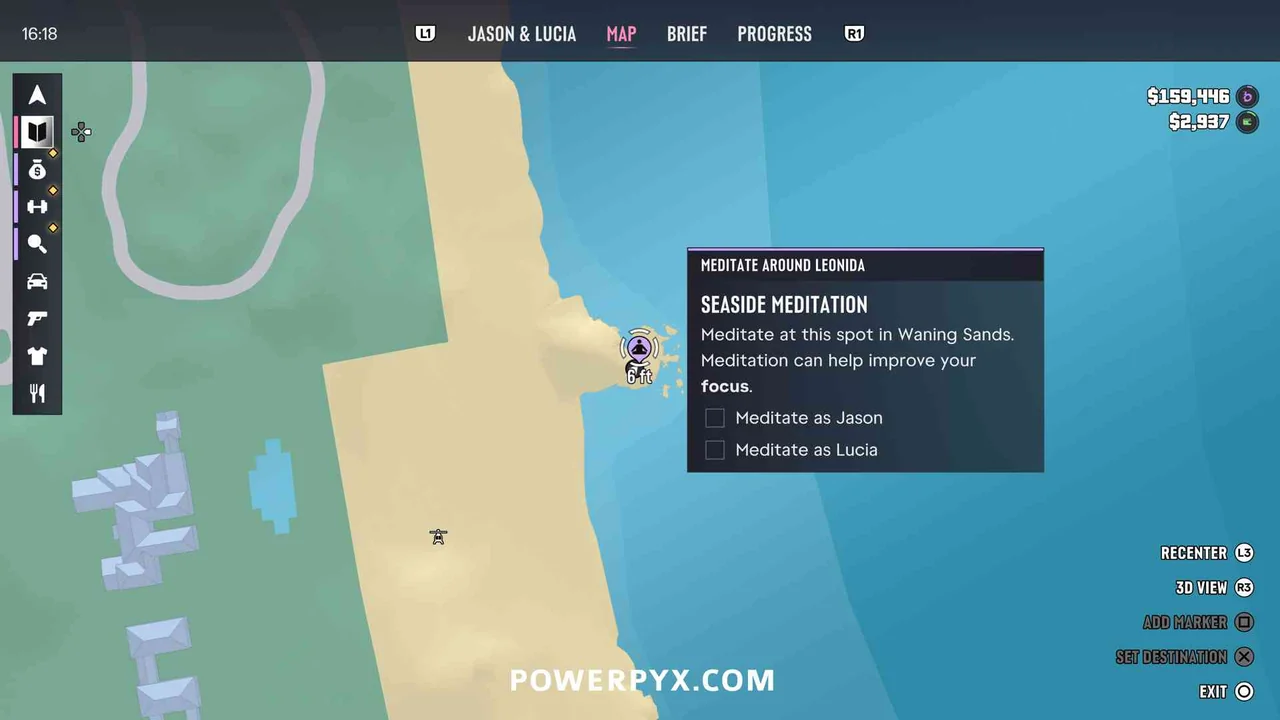 16:18
L1 JASON & LUCIA MAP BRIEF PROGRESS R1
$159,446
$2,937
MEDITATE AROUND LEONIDA
SEASIDE MEDITATION
Meditate at this spot in Waning Sands.
Meditation can help improve your
focus.
Meditate as Jason
Meditate as Lucia
6 ft
RECENTER L3
3D VIEW R3
ADD MARKER
SET DESTINATION
EXIT
POWERPYX.COM